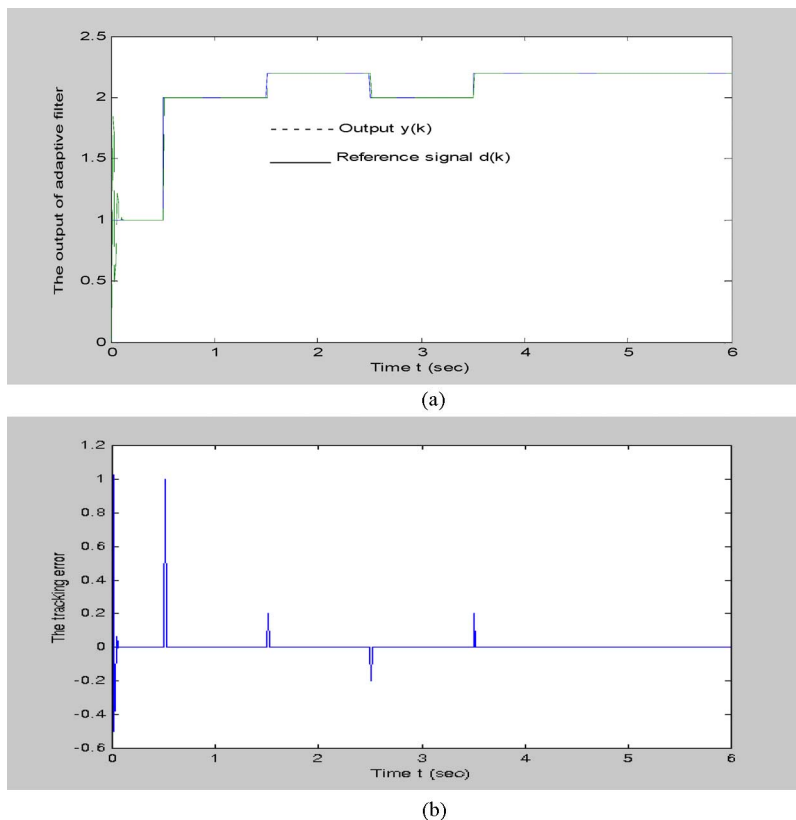 2.5
2
1.5
1
0.5
0
The output of adaptive filter
Output y(k)
Reference signal d(k)
0 1 2 3 4 5 6
Time t (sec)
(a)
1.2
1
0.8
0.6
0.4
0.2
0
-0.2
-0.4
-0.6
The tracking error
0 1 2 3 4 5 6
Time t (sec)
(b)